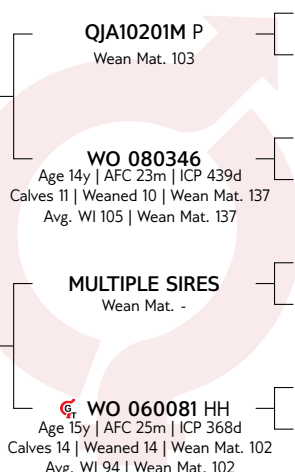 QJA10201M P
Wean Mat. 103
WO 080346
Age 14y | AFC 23m | ICP 439d
Calves 11 | Weaned 10 | Wean Mat. 137
Avg. WI 105 | Wean Mat. 137
MULTIPLE SIRES
Wean Mat. -
GT WO 060081 HH
Age 15y | AFC 25m | ICP 368d
Calves 14 | Weaned 14 | Wean Mat. 102
Avg. WI 94 | Wean Mat. 102